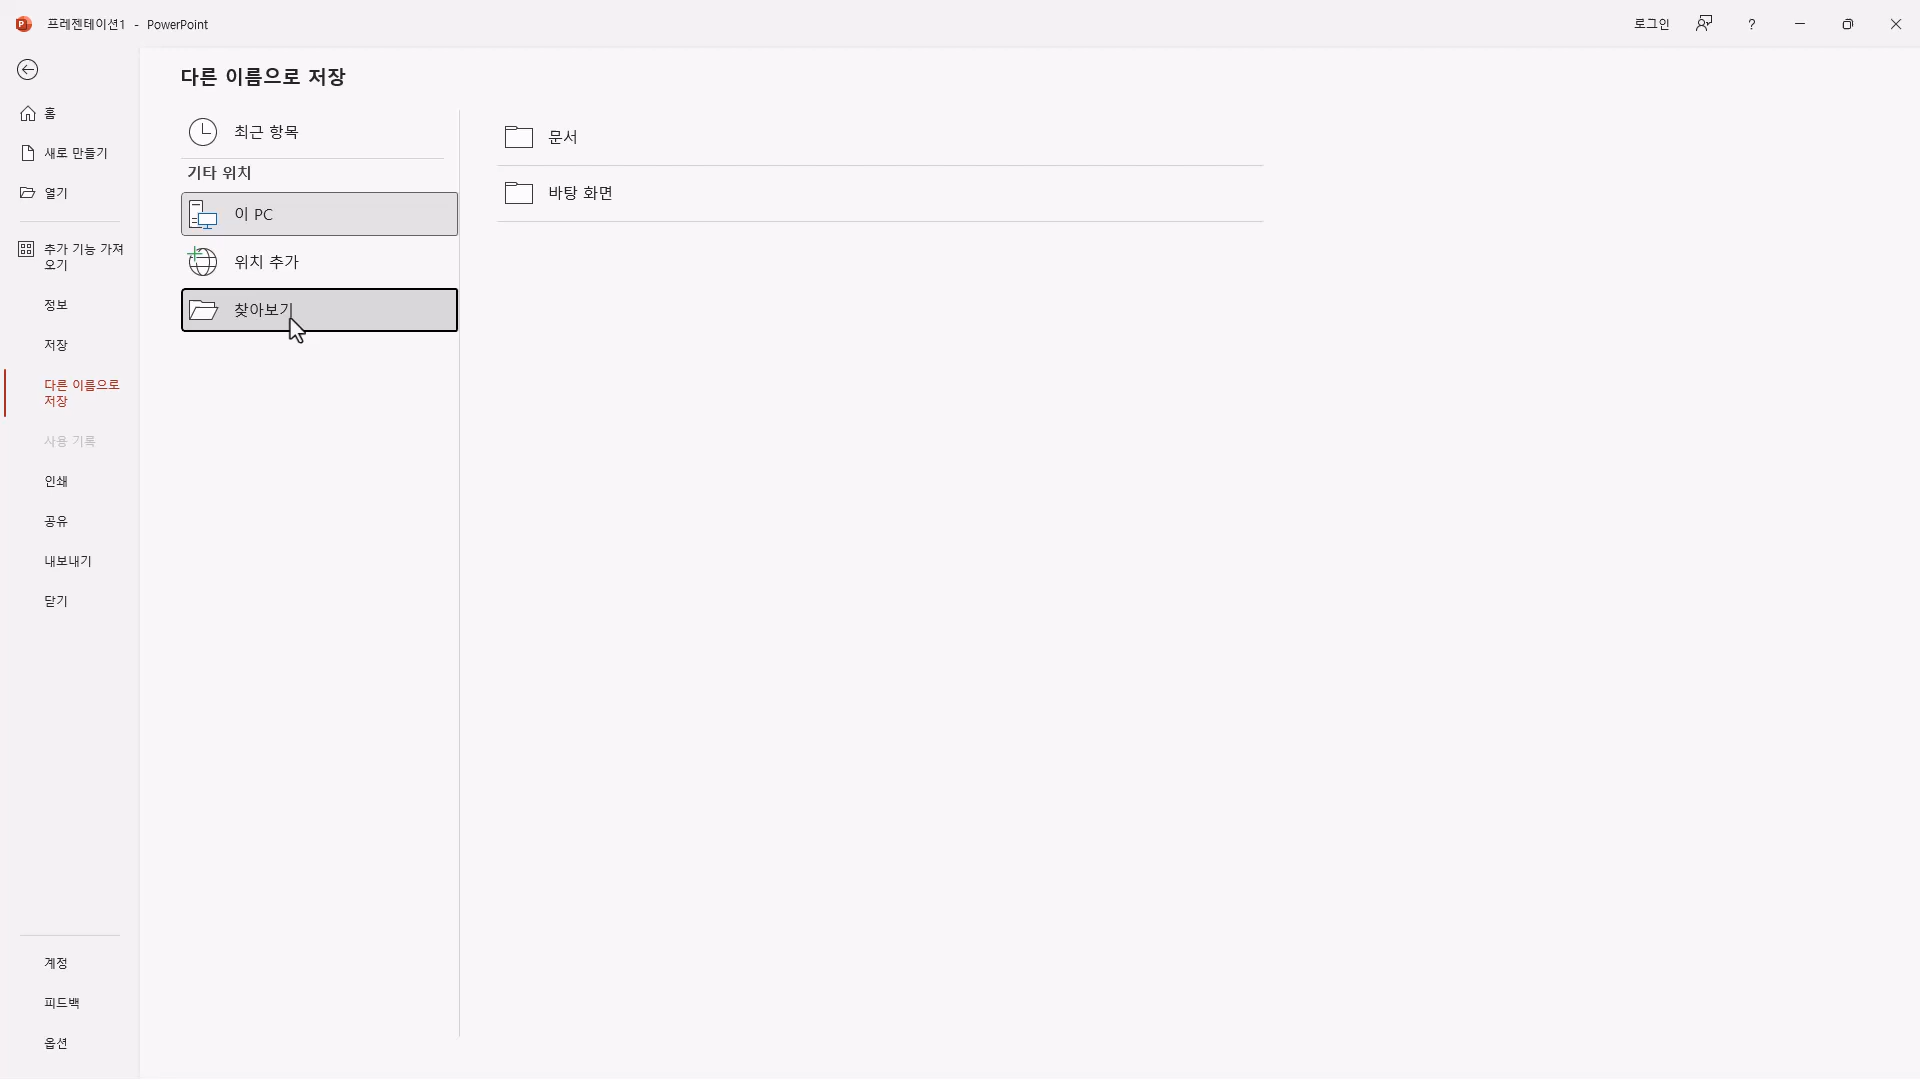 프레젠테이션1 - PowerPoint
로그인
?
다른 이름으로 저장
홈
새로 만들기
열기
추가 기능 가져
오기
정보
저장
다른 이름으로
저장
사용 기록
인쇄
공유
내보내기
닫기
계정
피드백
옵션
최근 항목
기타 위치
이 PC
위치 추가
찾아보기
문서
바탕 화면